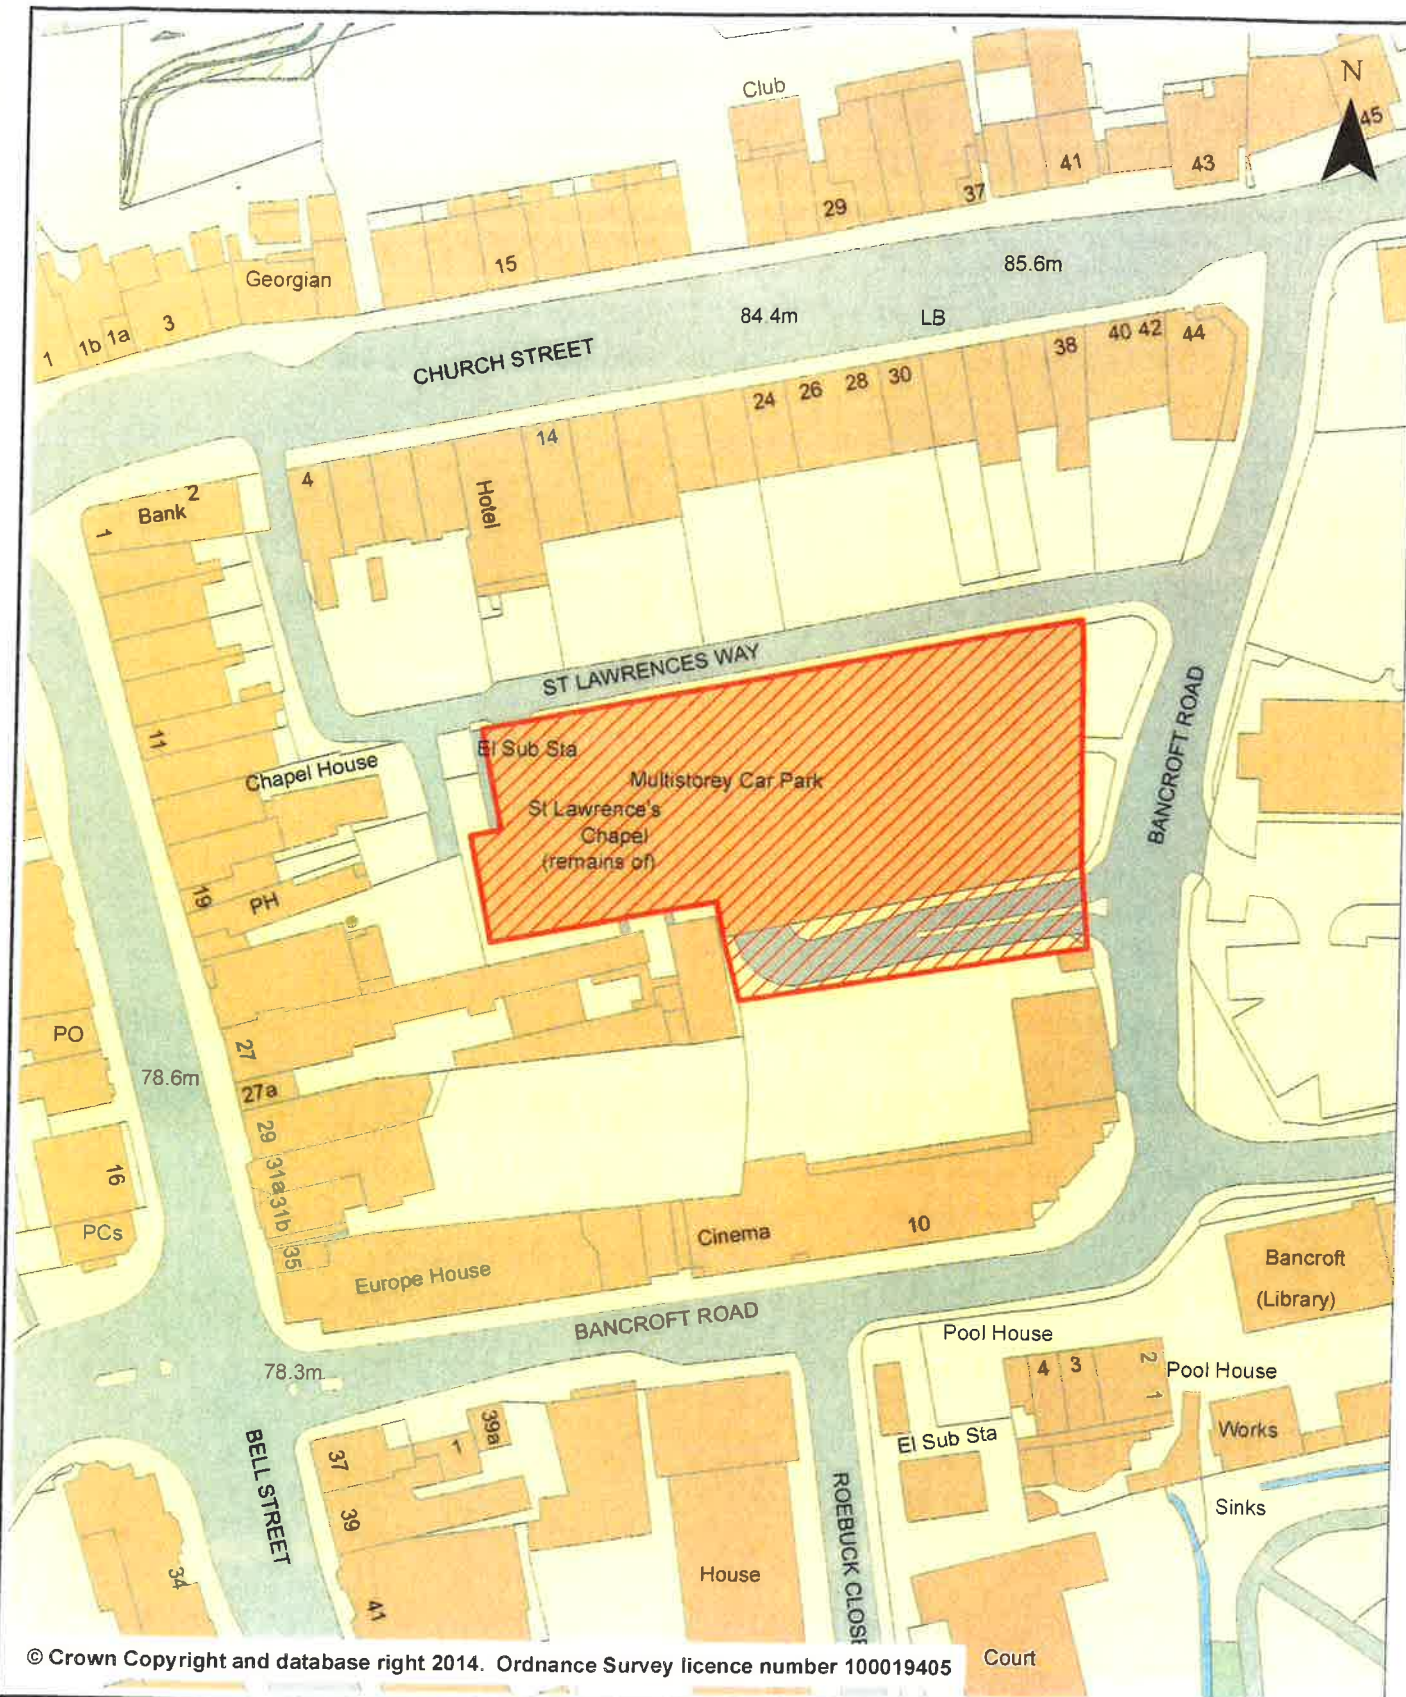 Club
N
45
41
43
37
29
15
Georgian
85.6m
84.4m
LB
3
1a
1b
1
CHURCH STREET
38
40
42
44
24
26
28
30
14
4
Hotel
2
Bank
1
ST LAWRENCES WAY
BANCROFT ROAD
11
El Sub Sta
Chapel House
Multistorey Car Park
St Lawrence's
Chapel
(remains of)
19
PH
PO
27
78.6m
27a
29
31a
31b
35
16
PCs
Cinema
10
Europe House
Bancroft
(Library)
BANCROFT ROAD
Pool House
78.3m
4
3
2
1
Pool House
39a
1
37
El Sub Sta
Works
BELL STREET
39
ROEBUCK CLOSE
Sinks
34
House
41
Court
© Crown Copyright and database right 2014. Ordnance Survey licence number 100019405